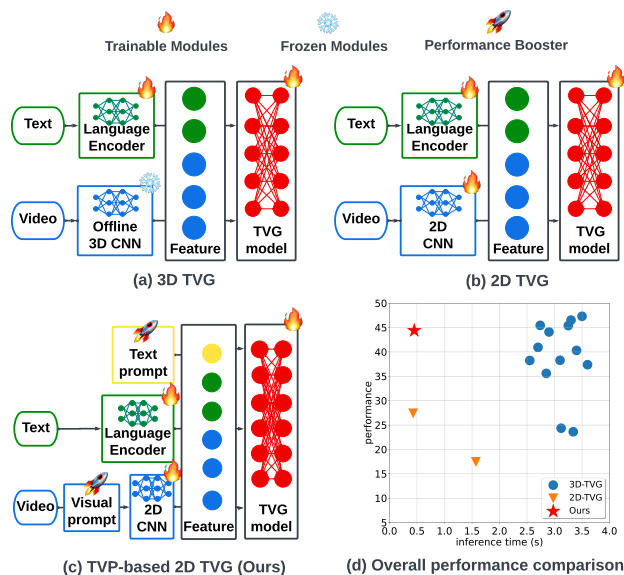 Trainable Modules
Frozen Modules
Performance Booster
Text
Language
Encoder
Video
Offline
3D CNN
Feature
TVG
model
(a) 3D TVG
Text
Language
Encoder
Video
2D
CNN
Feature
TVG
model
(b) 2D TVG
Text
prompt
Text
Language
Encoder
Video
Visual
prompt
2D
CNN
Feature
TVG
model
(c) TVP-based 2D TVG (Ours)
performance
50
45
40
35
30
25
20
15
10
5
0.0 0.5 1.0 1.5 2.0 2.5 3.0 3.5 4.0
inference time (s)
3D-TVG
2D-TVG
Ours
(d) Overall performance comparison